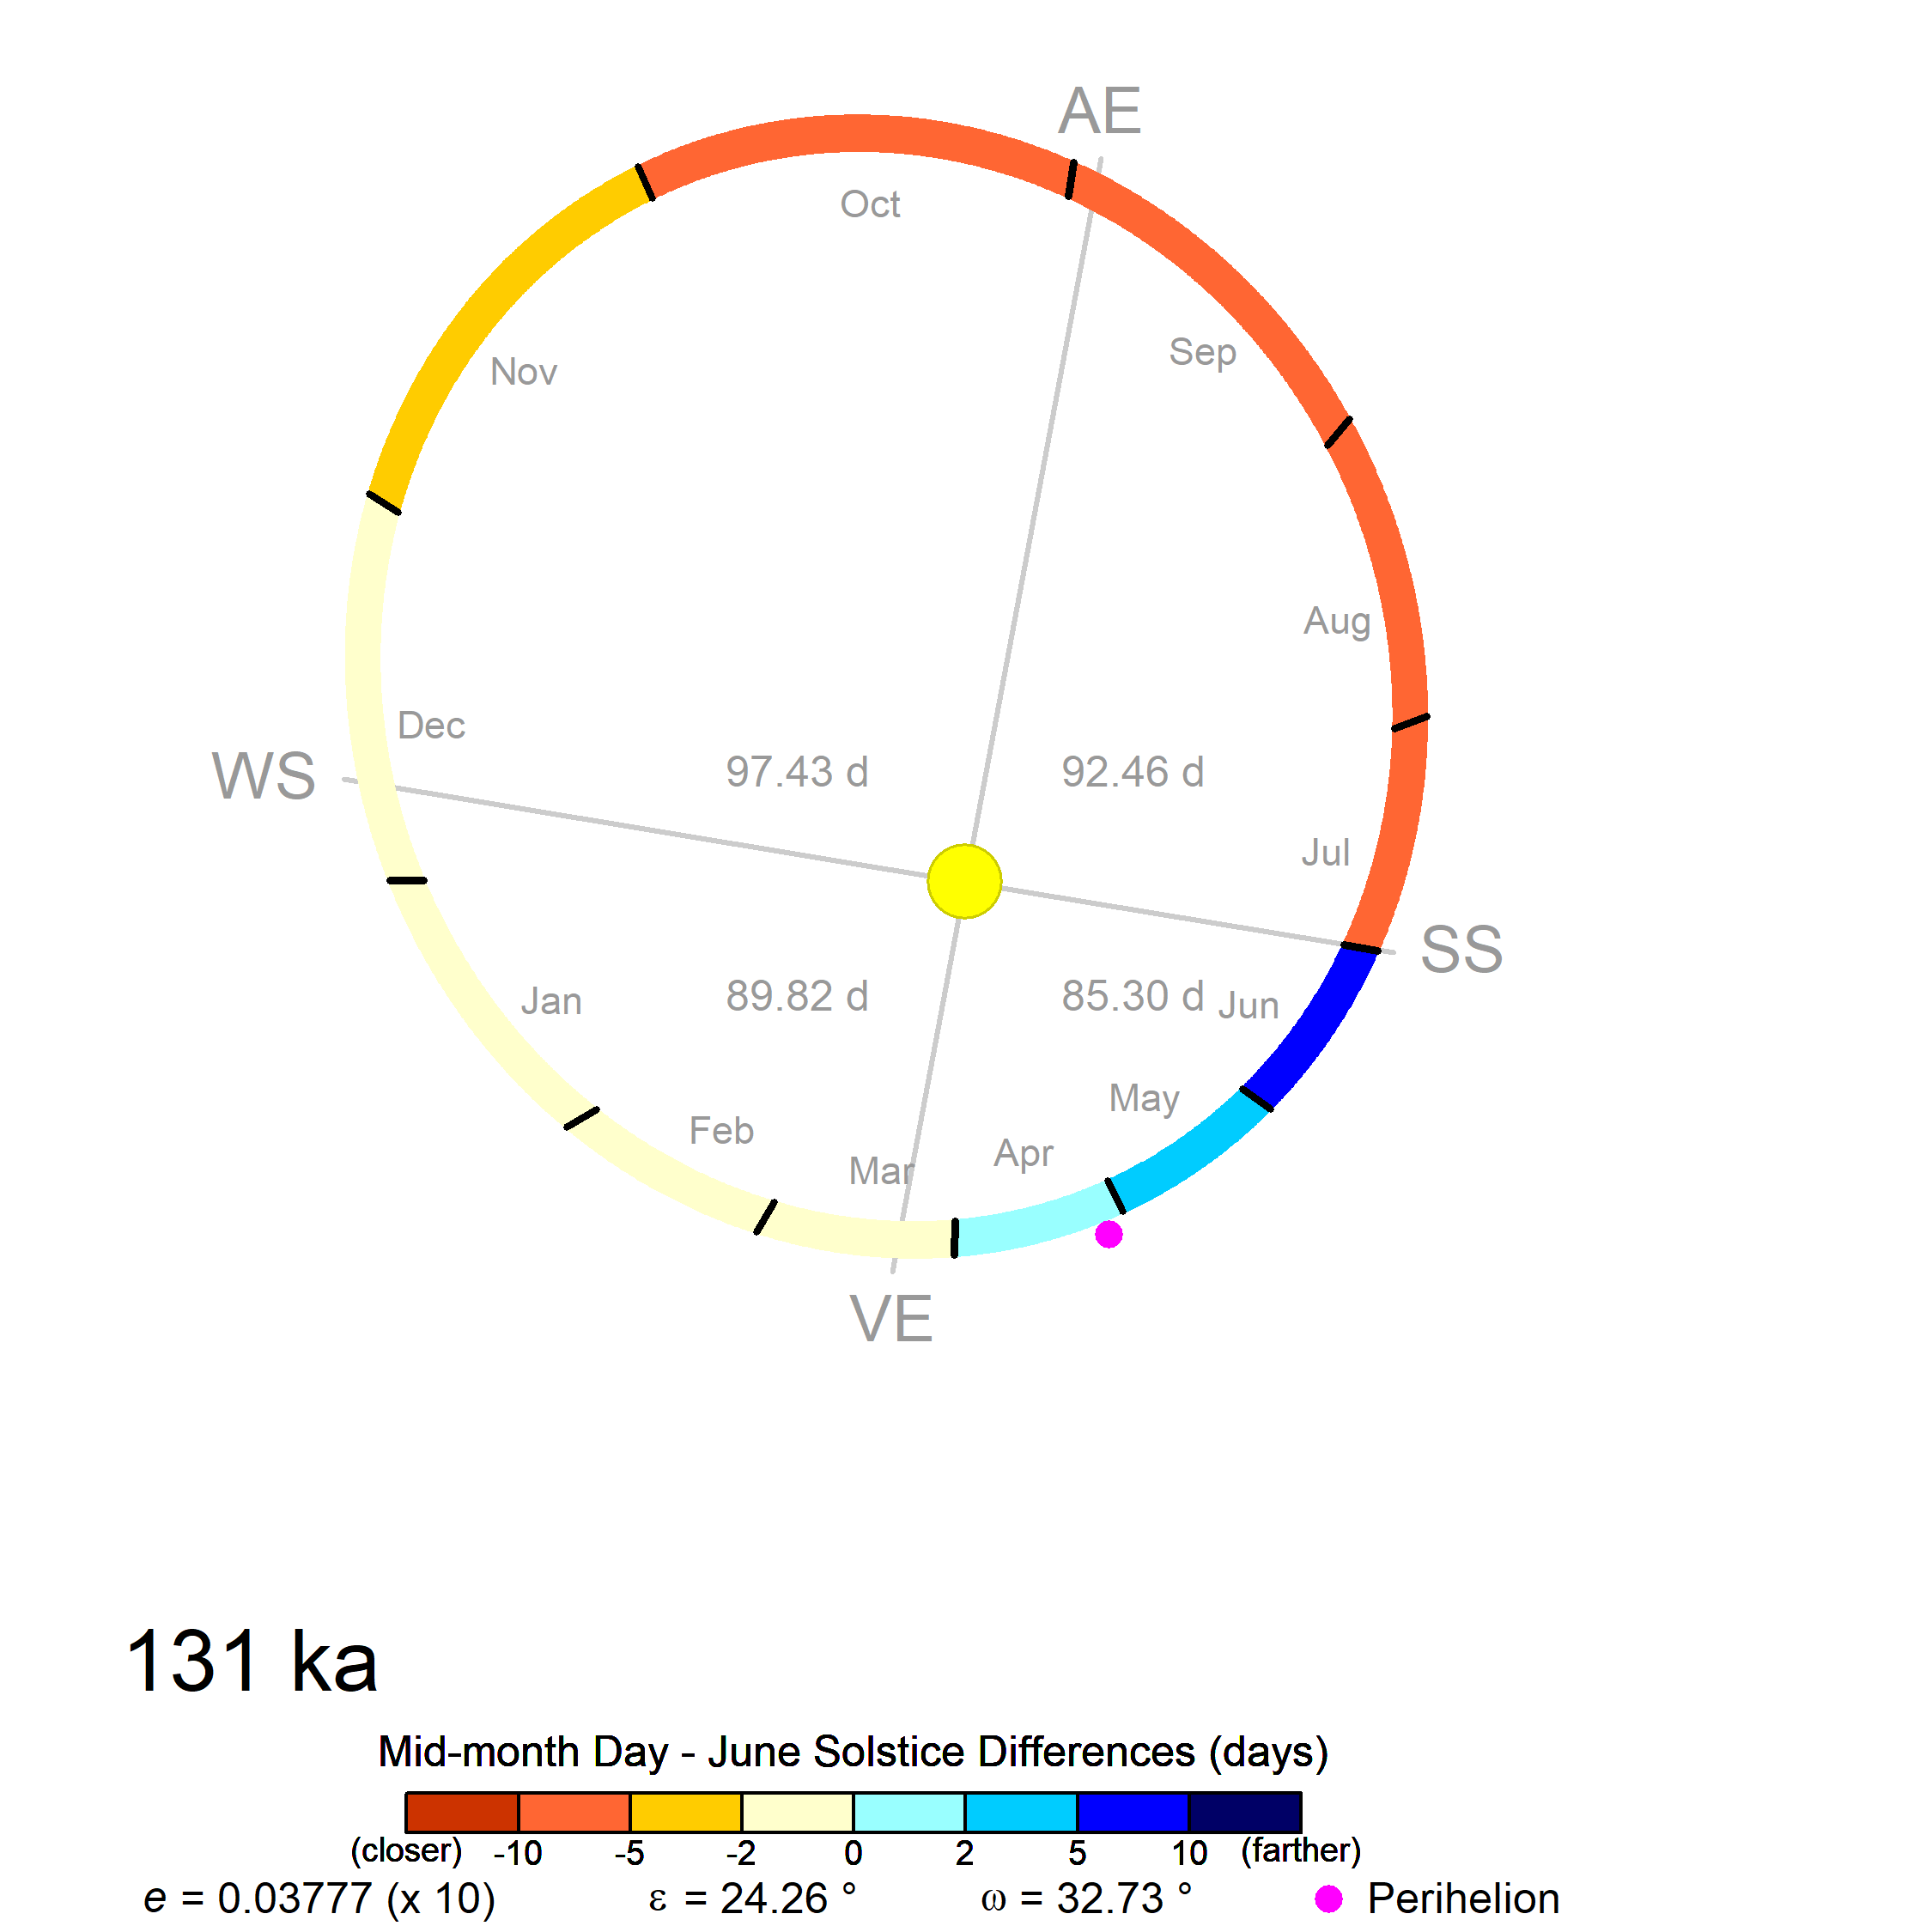 AE
Oct
Sep
Nov
Aug
Dec
WS
97.43 d
92.46 d
Jul
SS
89.82 d
85.30 d
Jan
Jun
May
Feb
Apr
Mar
VE
131 ka
Mid-month Day - June Solstice Differences (days)
(closer) -10 -5 -2 0 2 5 10 (farther)
e = 0.03777 (x 10) ε = 24.26 ° ω = 32.73 ° Perihelion